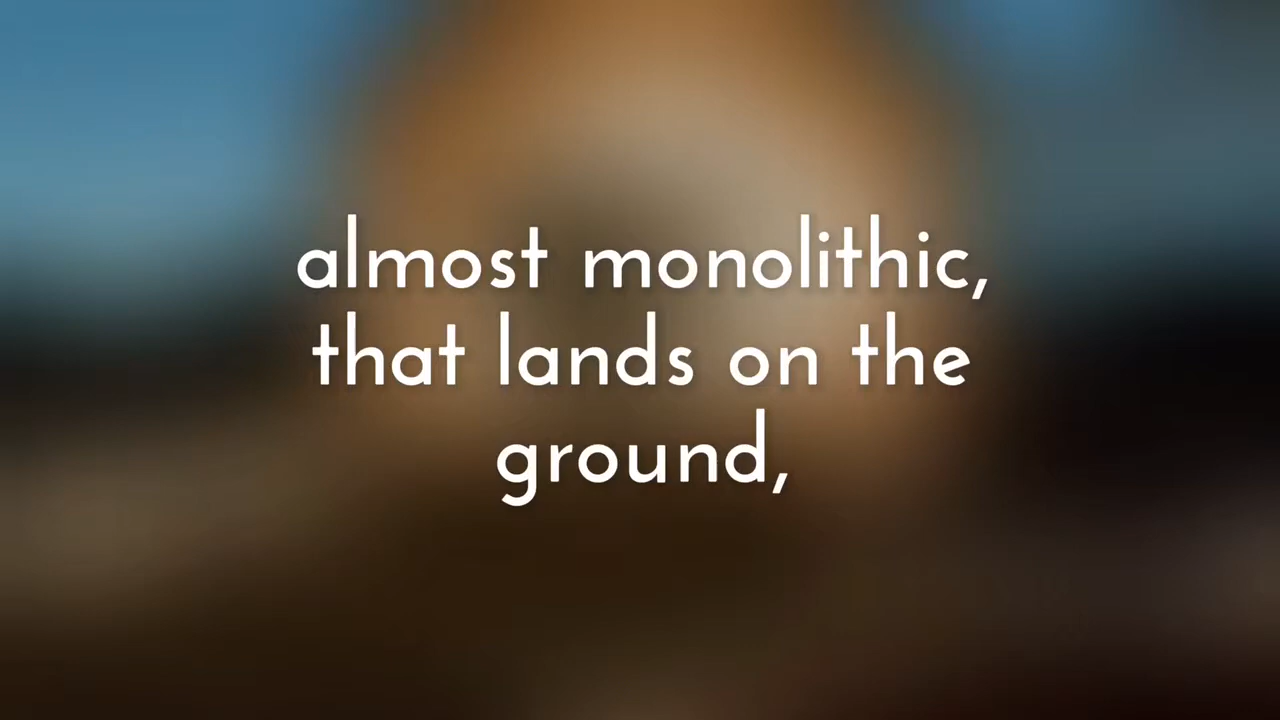 almost monolithic,
that lands on the
ground,